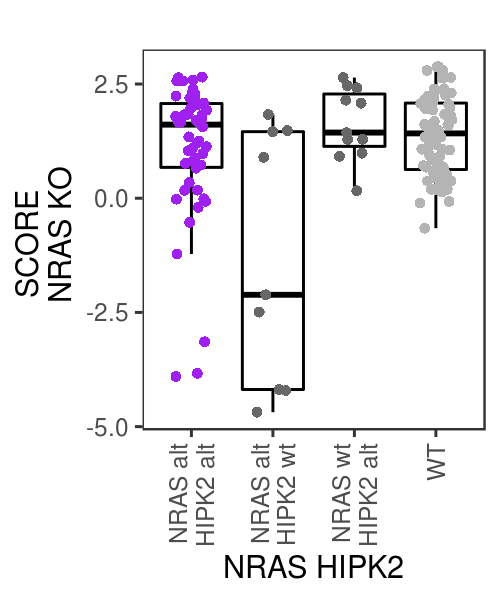 2.5
0.0
-2.5
-5.0
SCORE
NRAS KO
NRAS alt
HIPK2 alt
NRAS alt
HIPK2 wt
NRAS wt
HIPK2 alt
WT
NRAS HIPK2